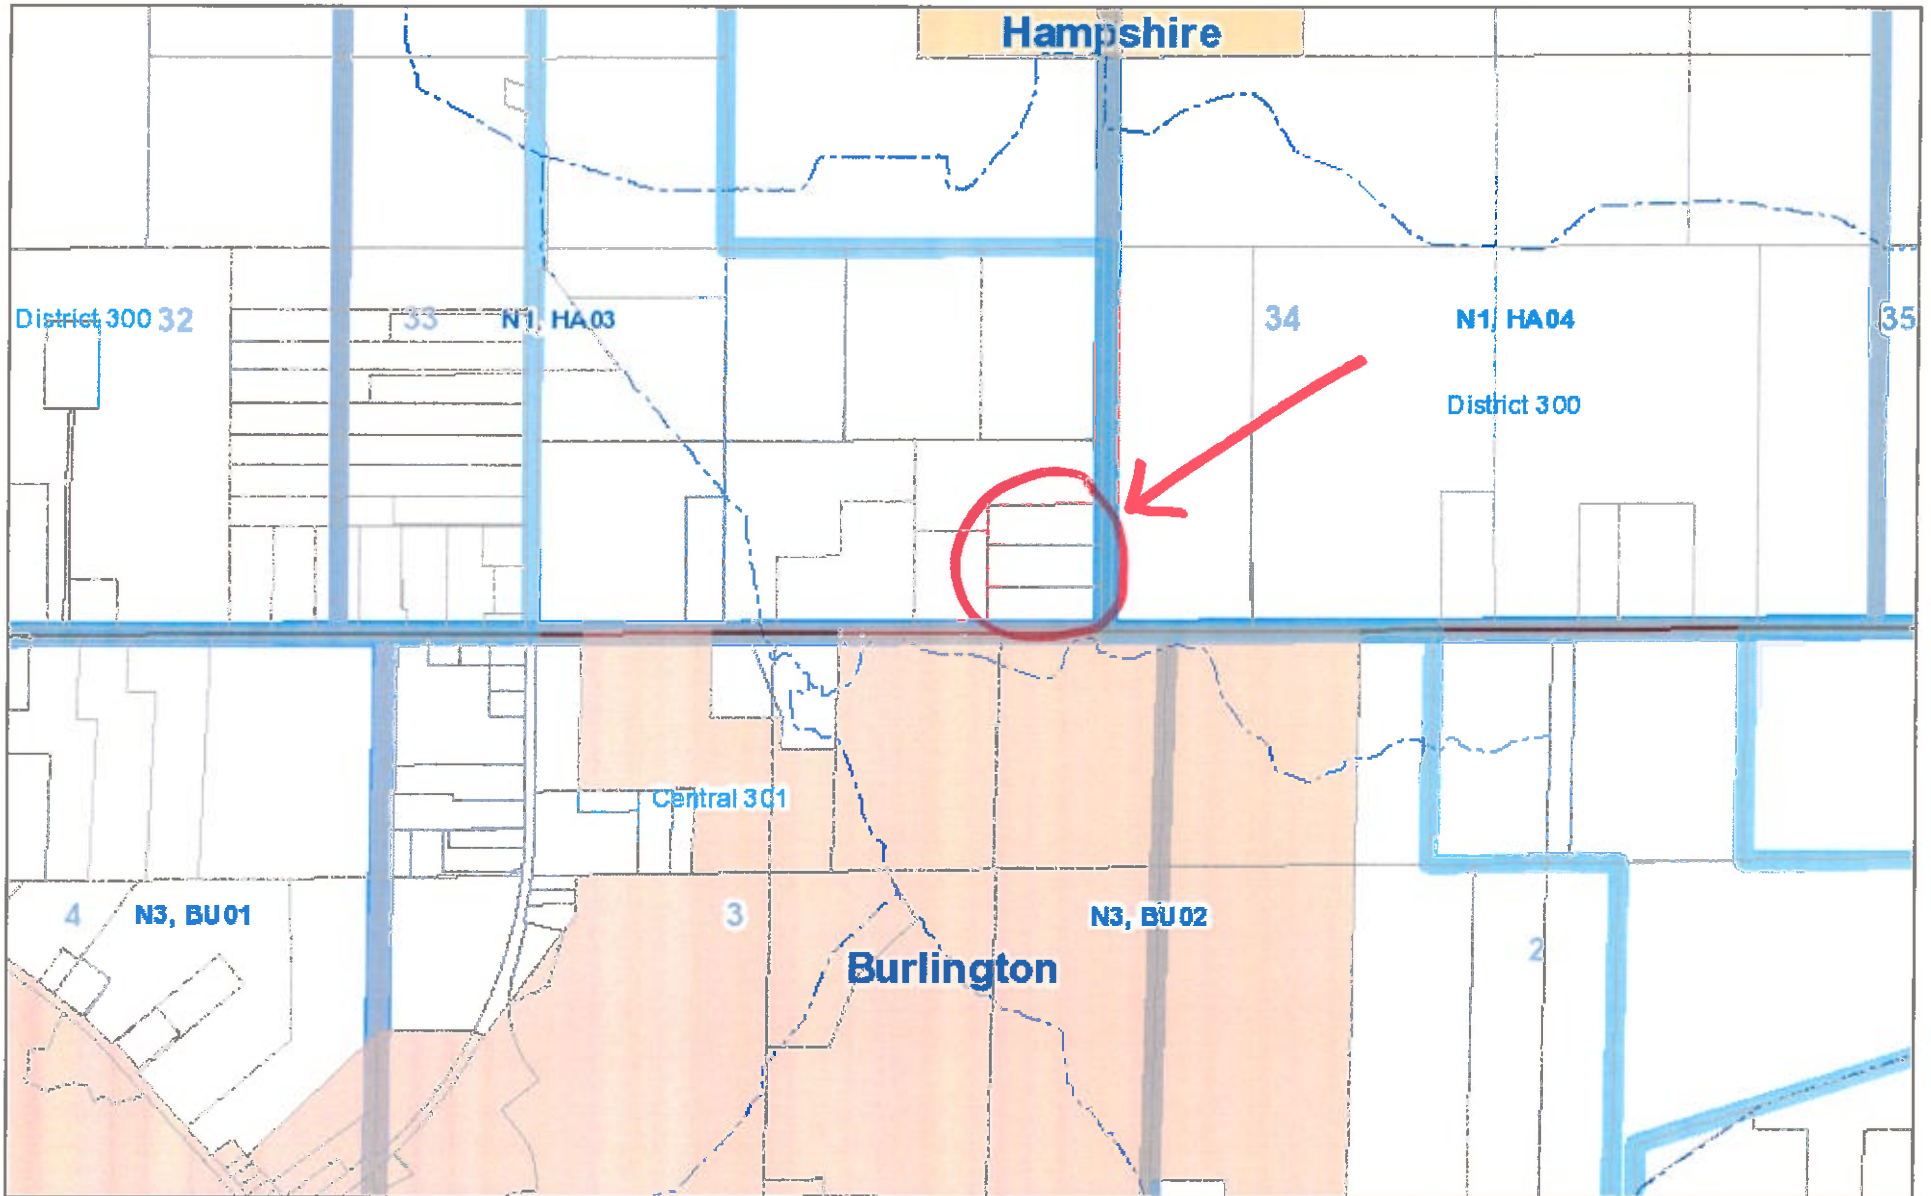 Hampshire
District 300 32
33
N1, HA03
34
N1, HA04
35
District 300
Central 301
4
N3, BU01
3
N3, BU02
2
Burlington